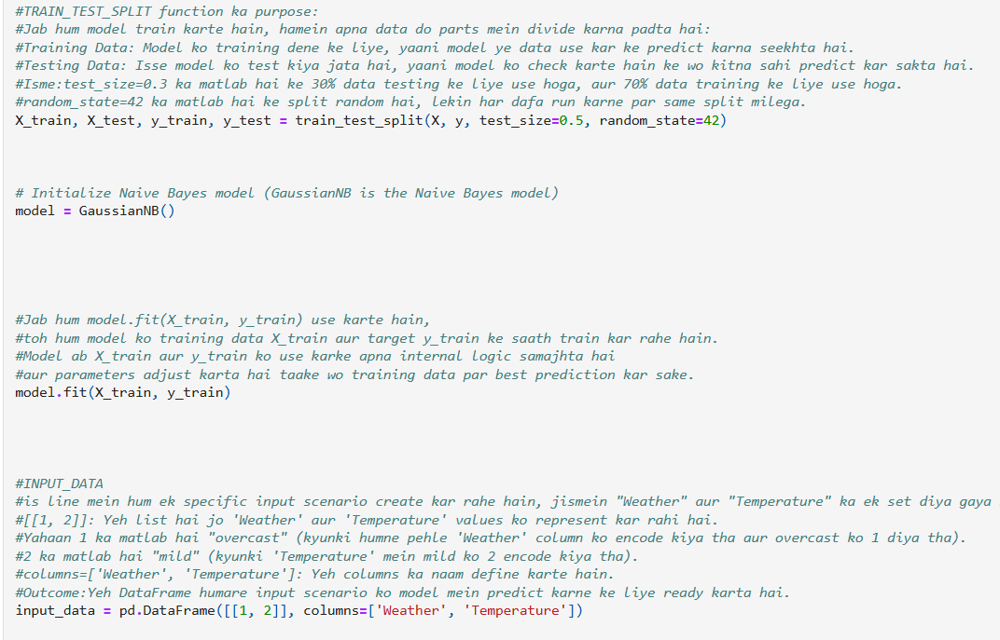 #TRAIN_TEST_SPLIT function ka purpose:
#Jab hum model train karte hain, hamein apna data do parts mein divide karna padta hai:
#Training Data: Model ko training dene ke liye, yaani model ye data use kar ke predict karna seekhta hai.
#Testing Data: Isse model ko test kiya jata hai, yaani model ko check karte hain ke wo kitna sahi predict kar sakta hai.
#Isme:test_size=0.3 ka matlab hai ke 30% data testing ke liye use hoga, aur 70% data training ke liye use hoga.
#random_state=42 ka matlab hai ke split random hai, lekin har dafa run karne par same split milega.
X_train, X_test, y_train, y_test = train_test_split(X, y, test_size=0.5, random_state=42)
# Initialize Naive Bayes model (GaussianNB is the Naive Bayes model)
model = GaussianNB()
#Jab hum model.fit(X_train, y_train) use karte hain,
#toh hum model ko training data X_train aur target y_train ke saath train kar rahe hain.
#Model ab X_train aur y_train ko use karke apna internal logic samajhta hai
#aur parameters adjust karta hai taake wo training data par best prediction kar sake.
model.fit(X_train, y_train)
#INPUT_DATA
#is line mein hum ek specific input scenario create kar rahe hain, jismein "Weather" aur "Temperature" ka ek set diya gaya
#[[1, 2]]: Yeh list hai jo 'Weather' aur 'Temperature' values ko represent kar rahi hai.
#Yahaan 1 ka matlab hai "overcast" (kyunki humne pehle 'Weather' column ko encode kiya tha aur overcast ko 1 diya tha).
#2 ka matlab hai "mild" (kyunki 'Temperature' mein mild ko 2 encode kiya tha).
#columns=['Weather', 'Temperature']: Yeh columns ka naam define karte hain.
#Outcome:Yeh DataFrame humare input scenario ko model mein predict karne ke liye ready karta hai.
input_data = pd.DataFrame([[1, 2]], columns=['Weather', 'Temperature'])